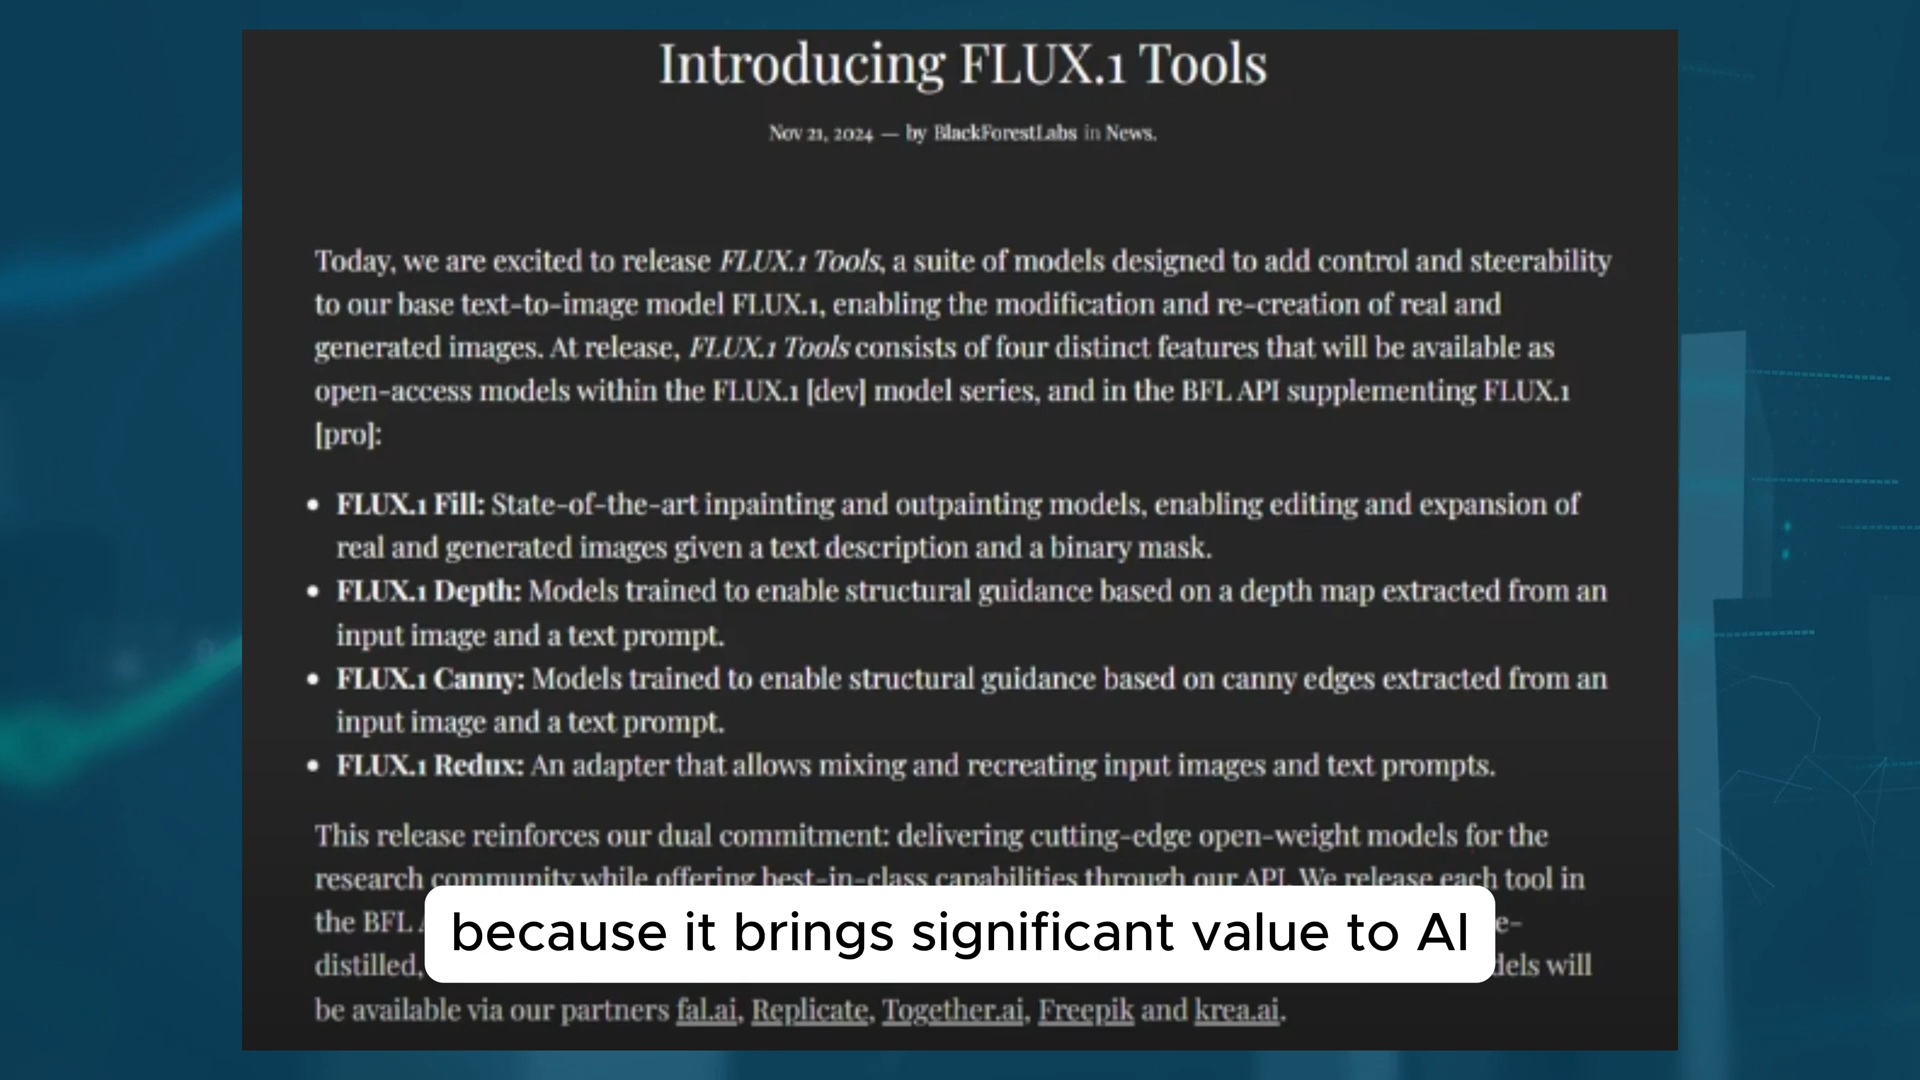 Introducing FLUX.1 Tools
Nov 21, 2024 — by BlackForestLabs in News.
Today, we are excited to release FLUX.1 Tools, a suite of models designed to add control and steerability
to our base text-to-image model FLUX.1, enabling the modification and re-creation of real and
generated images. At release, FLUX.1 Tools consists of four distinct features that will be available as
open-access models within the FLUX.1 [dev] model series, and in the BFL API supplementing FLUX.1
[pro]:
• FLUX.1 Fill: State-of-the-art inpainting and outpainting models, enabling editing and expansion of
real and generated images given a text description and a binary mask.
• FLUX.1 Depth: Models trained to enable structural guidance based on a depth map extracted from an
input image and a text prompt.
• FLUX.1 Canny: Models trained to enable structural guidance based on canny edges extracted from an
input image and a text prompt.
• FLUX.1 Redux: An adapter that allows mixing and recreating input images and text prompts.
This release reinforces our dual commitment: delivering cutting-edge open-weight models for the
research community while offering best-in-class capabilities through our API. We release each tool in
the BFL
because it brings significant value to AI
distilled, will
be available via our partners fal.ai, Replicate, Together.ai, Freepik and krea.ai.